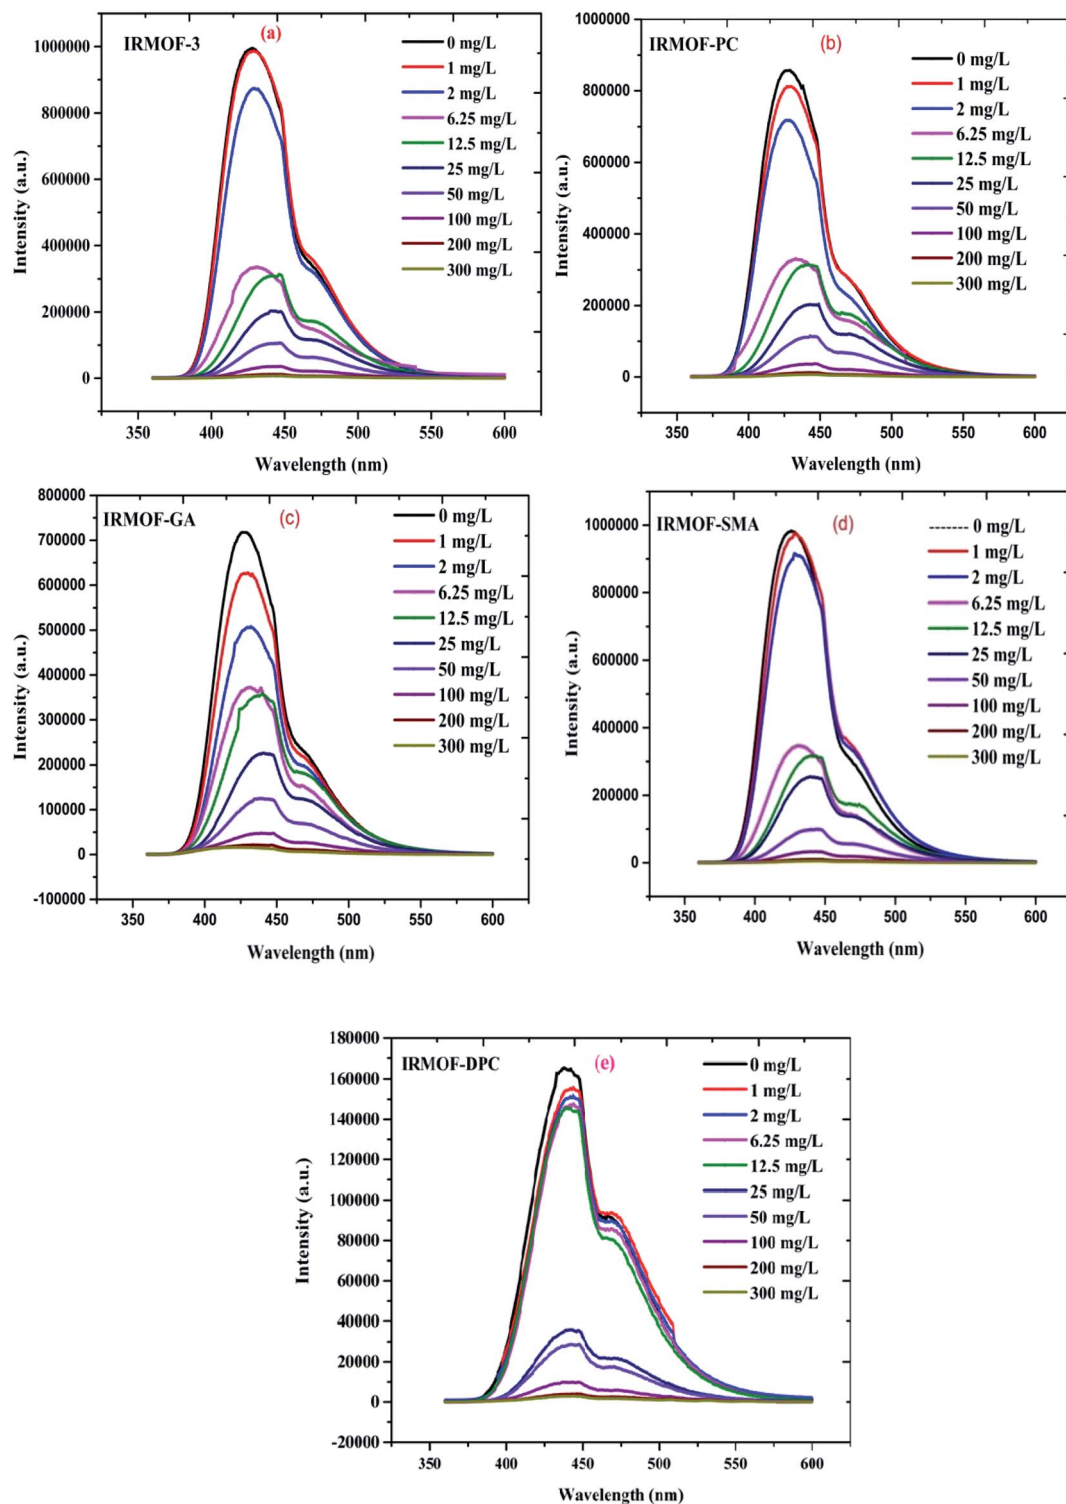 IRMOF-3
(a)
0 mg/L
1 mg/L
2 mg/L
6.25 mg/L
12.5 mg/L
25 mg/L
50 mg/L
100 mg/L
200 mg/L
300 mg/L
1000000
800000
600000
400000
200000
0
Intensity (a.u.)
350 400 450 500 550 600
Wavelength (nm)
IRMOF-PC
(b)
0 mg/L
1 mg/L
2 mg/L
6.25 mg/L
12.5 mg/L
25 mg/L
50 mg/L
100 mg/L
200 mg/L
300 mg/L
1000000
800000
600000
400000
200000
0
Intensity (a.u.)
350 400 450 500 550 600
Wavelength (nm)
IRMOF-GA
(c)
0 mg/L
1 mg/L
2 mg/L
6.25 mg/L
12.5 mg/L
25 mg/L
50 mg/L
100 mg/L
200 mg/L
300 mg/L
800000
700000
600000
500000
400000
300000
200000
100000
0
-100000
Intensity (a.u.)
350 400 450 500 550 600
Wavelength (nm)
IRMOF-SMA
(d)
0 mg/L
1 mg/L
2 mg/L
6.25 mg/L
12.5 mg/L
25 mg/L
50 mg/L
100 mg/L
200 mg/L
300 mg/L
1000000
800000
600000
400000
200000
0
Intensity (a.u.)
350 400 450 500 550 600
Wavelength (nm)
IRMOF-DPC
(e)
0 mg/L
1 mg/L
2 mg/L
6.25 mg/L
12.5 mg/L
25 mg/L
50 mg/L
100 mg/L
200 mg/L
300 mg/L
180000
160000
140000
120000
100000
80000
60000
40000
20000
0
-20000
Intensity (a.u.)
350 400 450 500 550 600
Wavelength (nm)